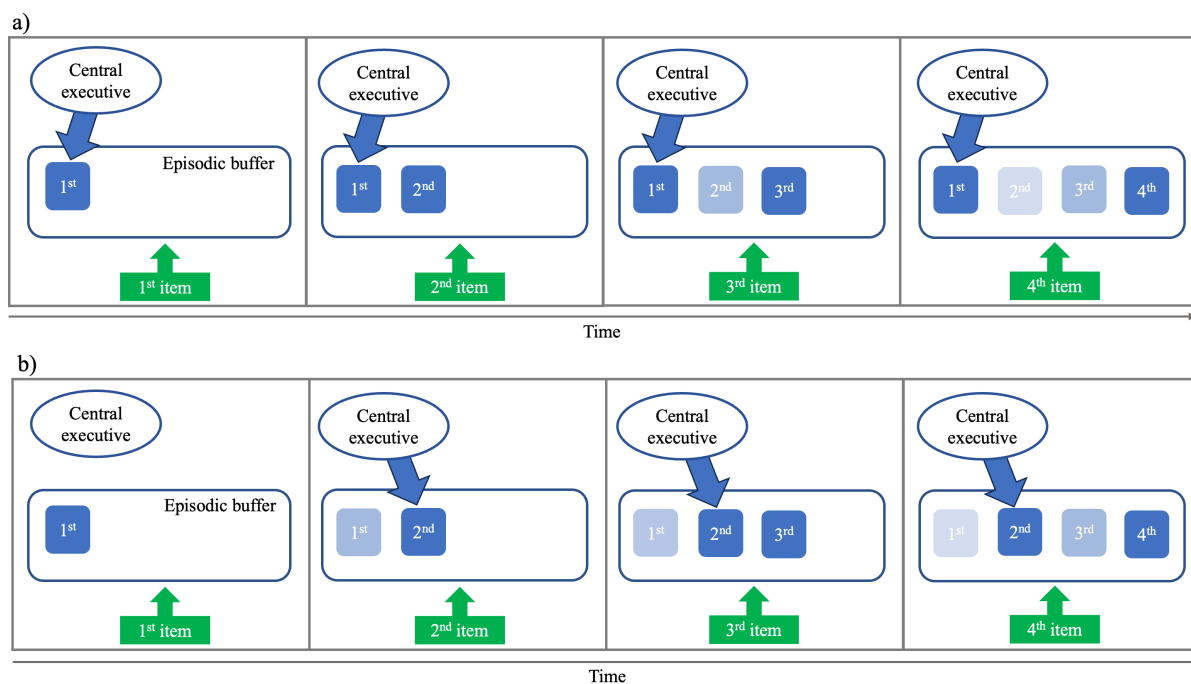 a)
Central
executive
Episodic buffer
1st
1st item
Central
executive
1st 2nd
2nd item
Central
executive
1st 2nd 3rd
3rd item
Central
executive
1st 2nd 3rd 4th
4th item
Time
b)
Central
executive
Episodic buffer
1st
1st item
Central
executive
1st 2nd
2nd item
Central
executive
1st 2nd 3rd
3rd item
Central
executive
1st 2nd 3rd 4th
4th item
Time